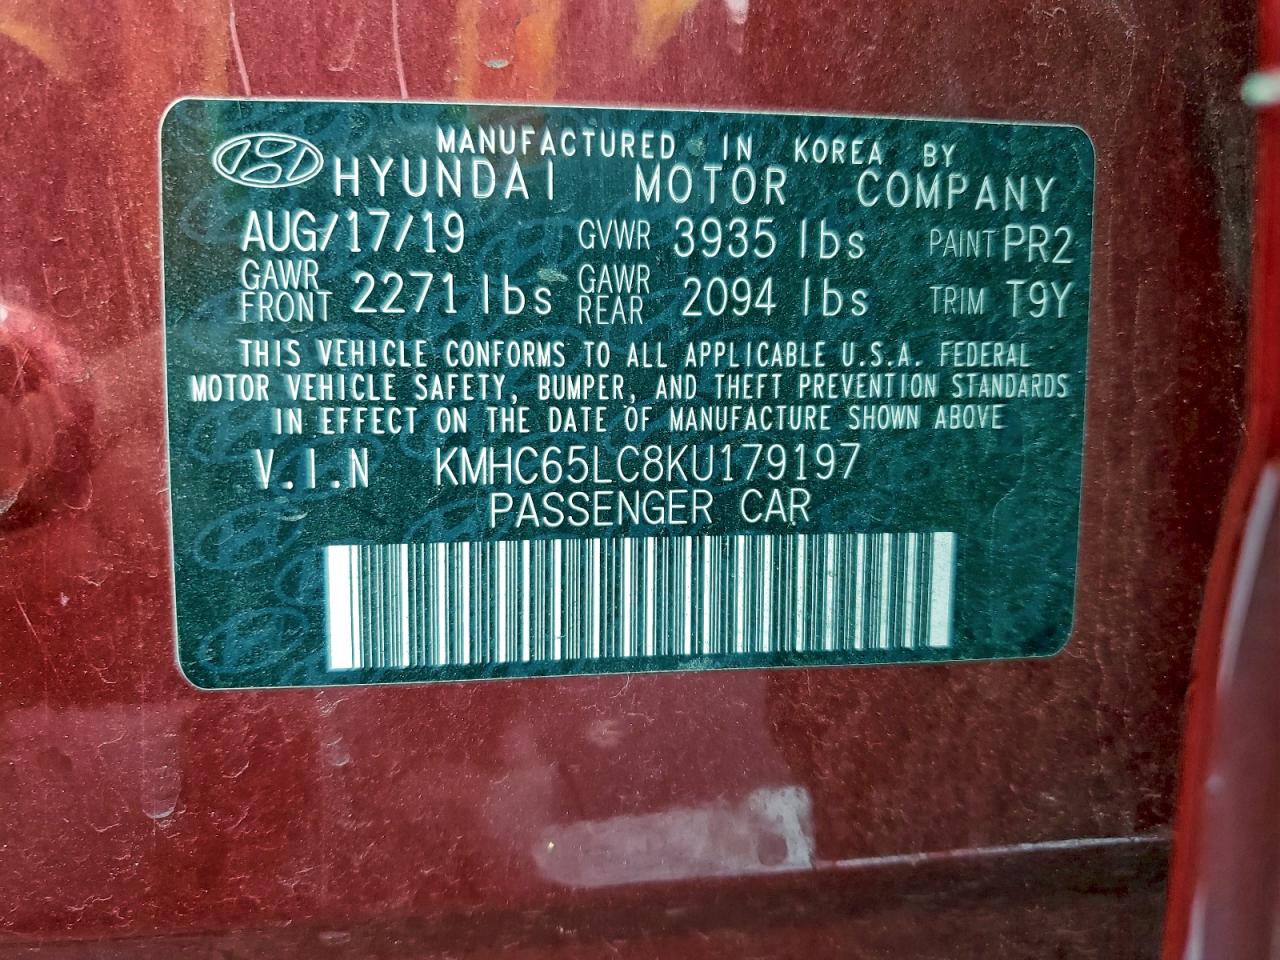 MANUFACTURED IN KOREA BY
HYUNDAI MOTOR COMPANY
AUG/17/19 GVWR 3935 lbs PAINT PR2
GAWR FRONT 2271 lbs GAWR REAR 2094 lbs TRIM T9Y
THIS VEHICLE CONFORMS TO ALL APPLICABLE U.S.A. FEDERAL
MOTOR VEHICLE SAFETY, BUMPER, AND THEFT PREVENTION STANDARDS
IN EFFECT ON THE DATE OF MANUFACTURE SHOWN ABOVE
V.I.N KMHC65LC8KU179197
PASSENGER CAR